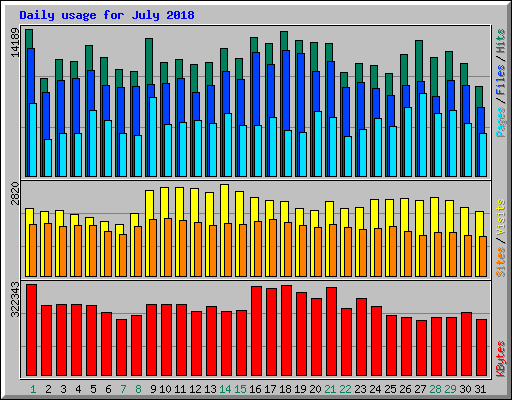 Daily usage for July 2018
14189
Pages / Files / Hits
2820
Sites / Visits
322343
KBytes
1 2 3 4 5 6 7 8 9 10 11 12 13 14 15 16 17 18 19 20 21 22 23 24 25 26 27 28 29 30 31